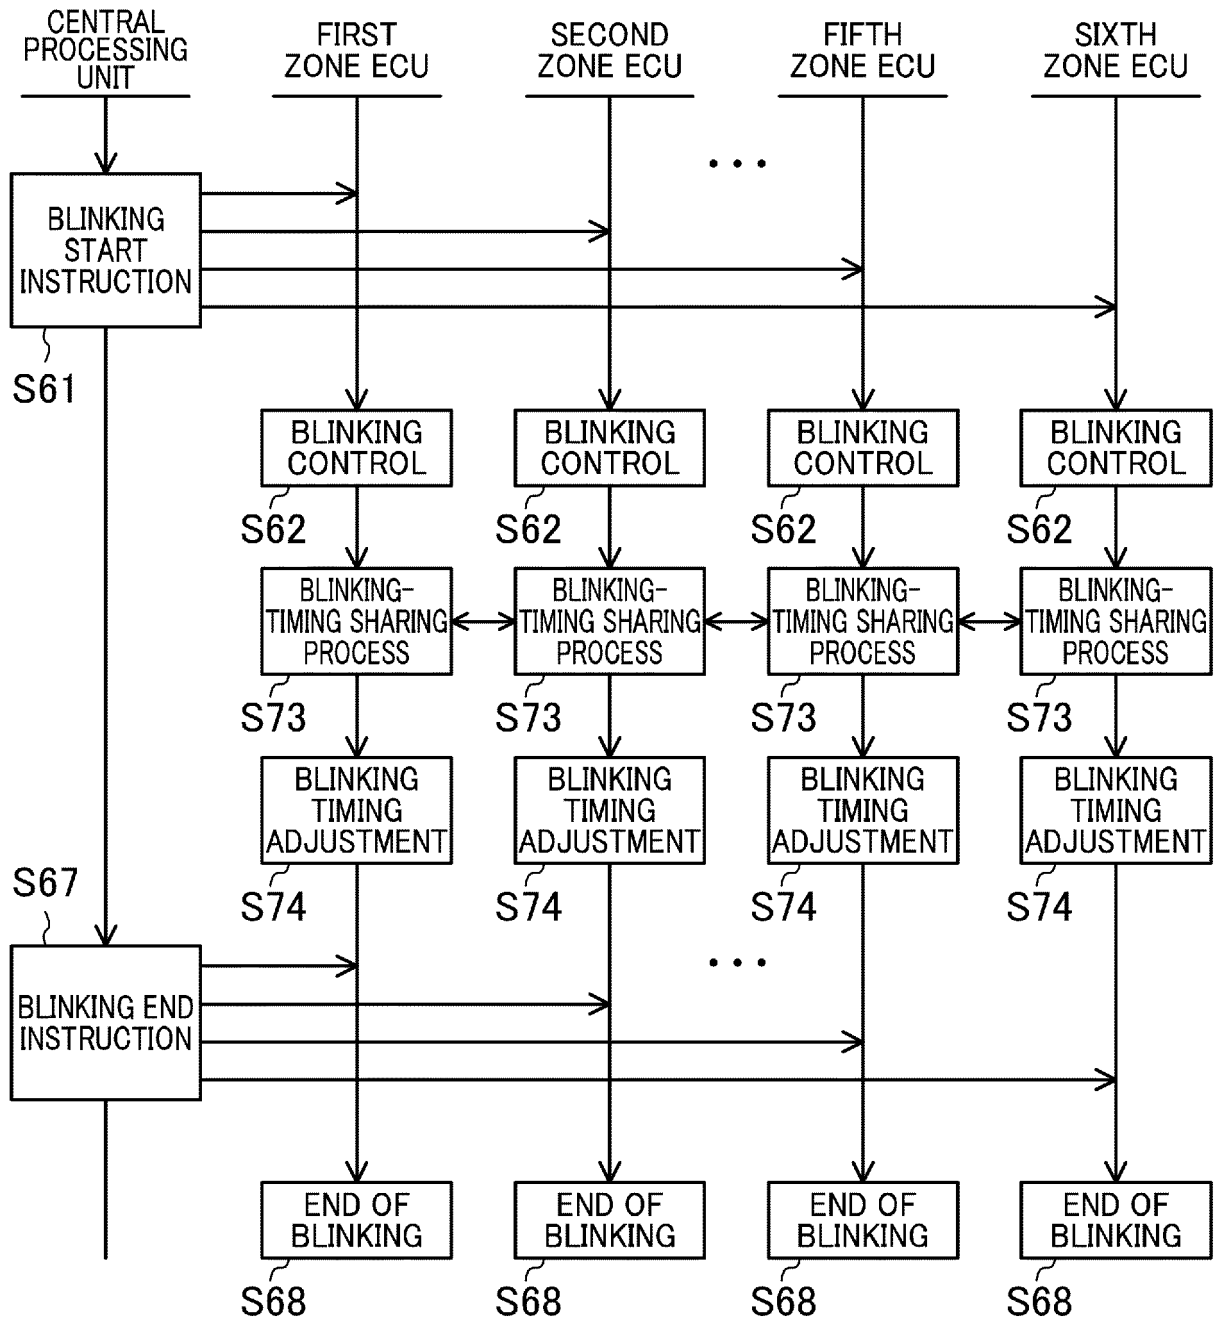 CENTRAL
PROCESSING
UNIT
FIRST
ZONE ECU
SECOND
ZONE ECU
FIFTH
ZONE ECU
SIXTH
ZONE ECU
...
BLINKING
START
INSTRUCTION
S61
BLINKING
CONTROL
S62
BLINKING
CONTROL
S62
BLINKING
CONTROL
S62
BLINKING
CONTROL
S62
BLINKING-
TIMING SHARING
PROCESS
S73
BLINKING-
TIMING SHARING
PROCESS
S73
BLINKING-
TIMING SHARING
PROCESS
S73
BLINKING-
TIMING SHARING
PROCESS
S73
BLINKING
TIMING
ADJUSTMENT
S74
BLINKING
TIMING
ADJUSTMENT
S74
BLINKING
TIMING
ADJUSTMENT
S74
BLINKING
TIMING
ADJUSTMENT
S74
S67
BLINKING END
INSTRUCTION
...
END OF
BLINKING
S68
END OF
BLINKING
S68
END OF
BLINKING
S68
END OF
BLINKING
S68